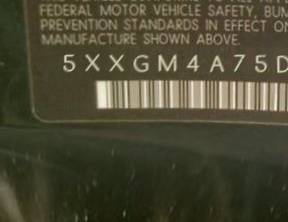 FEDERAL MOTOR VEHICLE SAFETY, BUM
PREVENTION STANDARDS IN EFFECT ON
MANUFACTURE SHOWN ABOVE.
5XXGM4A75D